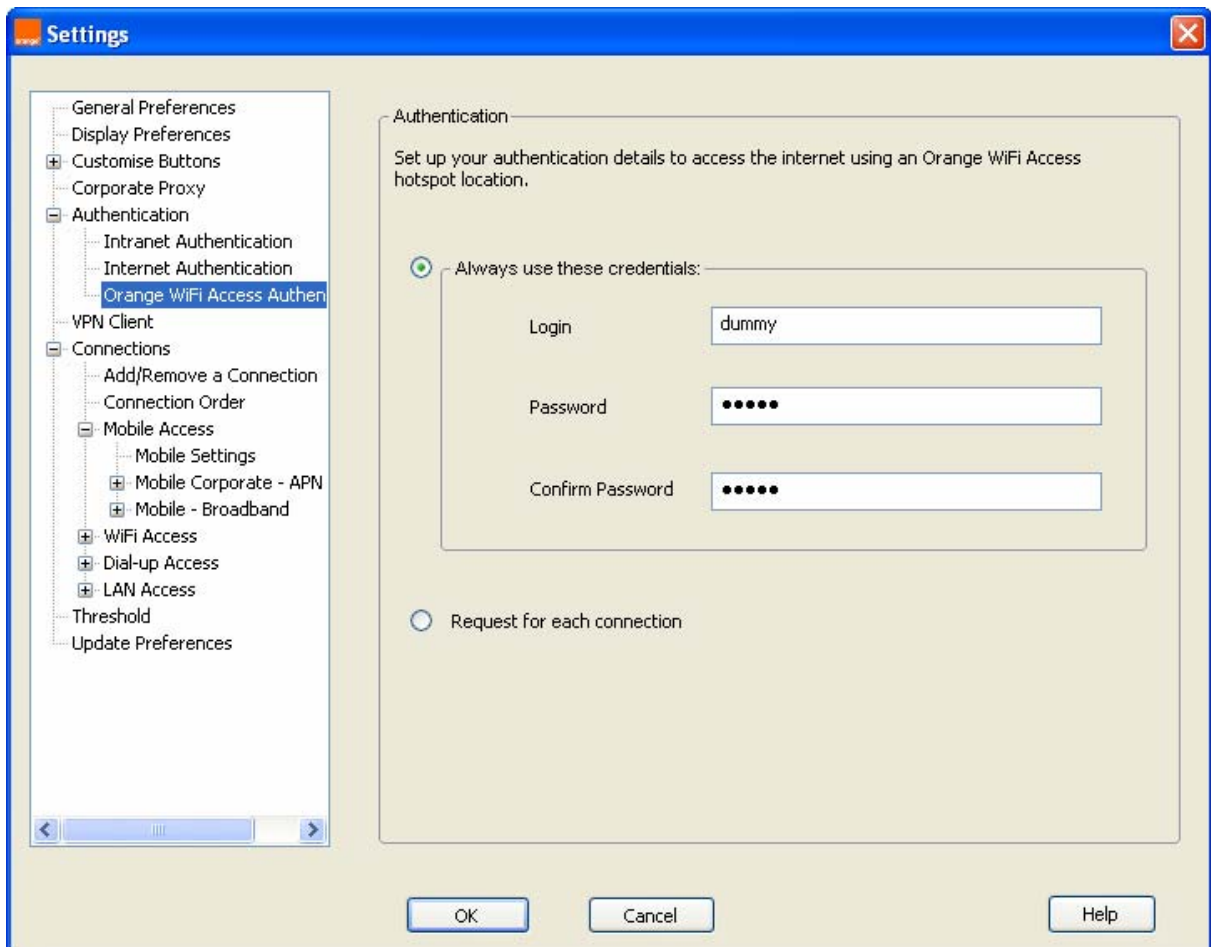 Settings
General Preferences
Display Preferences
Customise Buttons
Corporate Proxy
Authentication
Intranet Authentication
Internet Authentication
Orange WiFi Access Authen
VPN Client
Connections
Add/Remove a Connection
Connection Order
Mobile Access
Mobile Settings
Mobile Corporate - APN
Mobile - Broadband
WiFi Access
Dial-up Access
LAN Access
Threshold
Update Preferences
Authentication
Set up your authentication details to access the internet using an Orange WiFi Access
hotspot location.
Always use these credentials:
Login
dummy
Password
•••••
Confirm Password
•••••
Request for each connection
OK
Cancel
Help